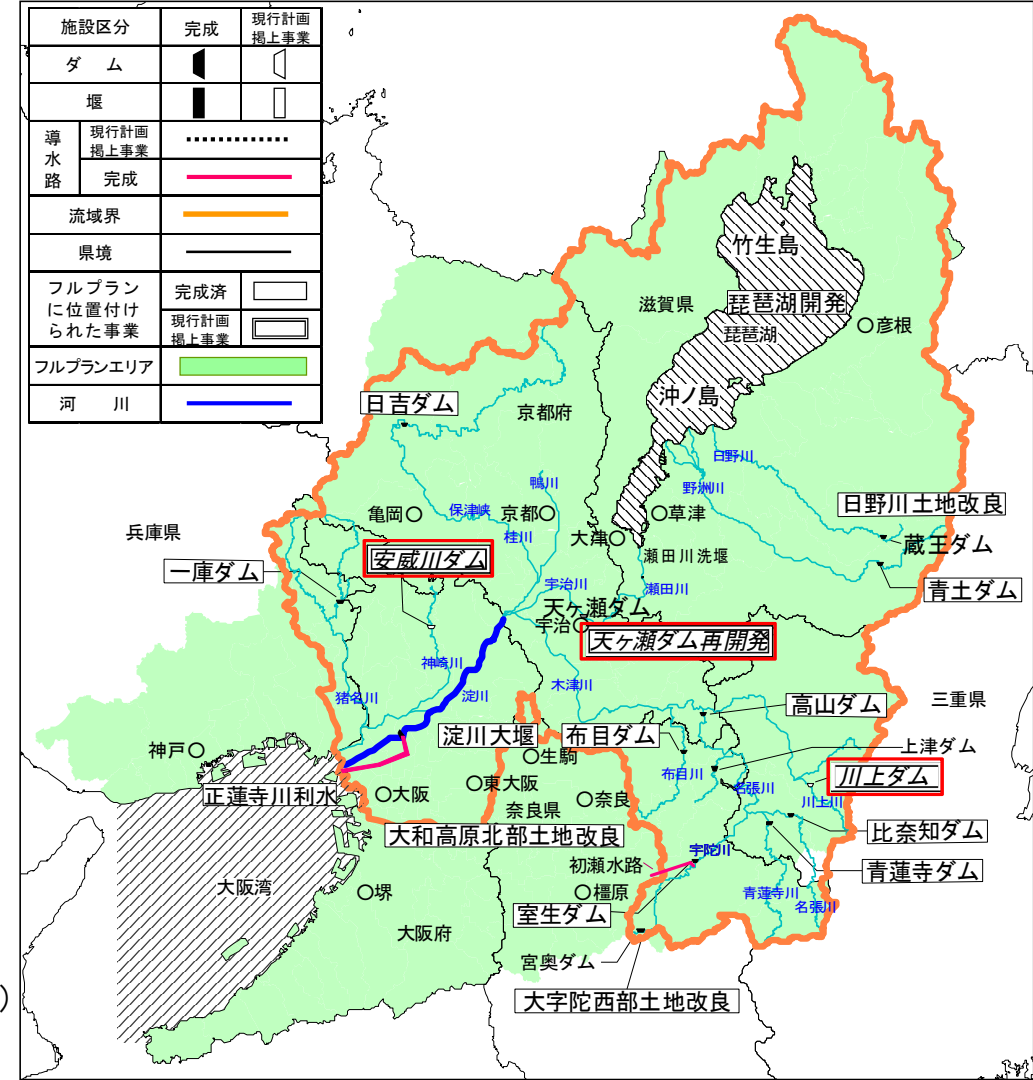 施設区分
完成
現行計画
掲上事業
ダ ム
堰
導
水
路
現行計画
掲上事業
完成
流域界
県境
フルプラン
に位置付け
られた事業
完成済
現行計画
掲上事業
フルプランエリア
河 川
竹生島
滋賀県
琵琶湖開発
琵琶湖
彦根
沖ノ島
日吉ダム
京都府
日野川
野洲川
鴨川
日野川土地改良
亀岡
保津峡
京都
草津
兵庫県
桂川
大津
瀬田川洗堰
蔵王ダム
安威川ダム
一庫ダム
青土ダム
宇治川
瀬田川
天ヶ瀬ダム
宇治
天ヶ瀬ダム再開発
神崎川
木津川
猪名川
淀川
高山ダム
三重県
淀川大堰
布目ダム
神戸
生駒
上津ダム
布目川
川上ダム
東大阪
名張川
正蓮寺川利水
大阪
奈良県
奈良
川上川
大和高原北部土地改良
比奈知ダム
宇陀川
初瀬水路
青蓮寺ダム
大阪湾
堺
橿原
青蓮寺川
名張川
室生ダム
大阪府
宮奥ダム
大字陀西部土地改良
)